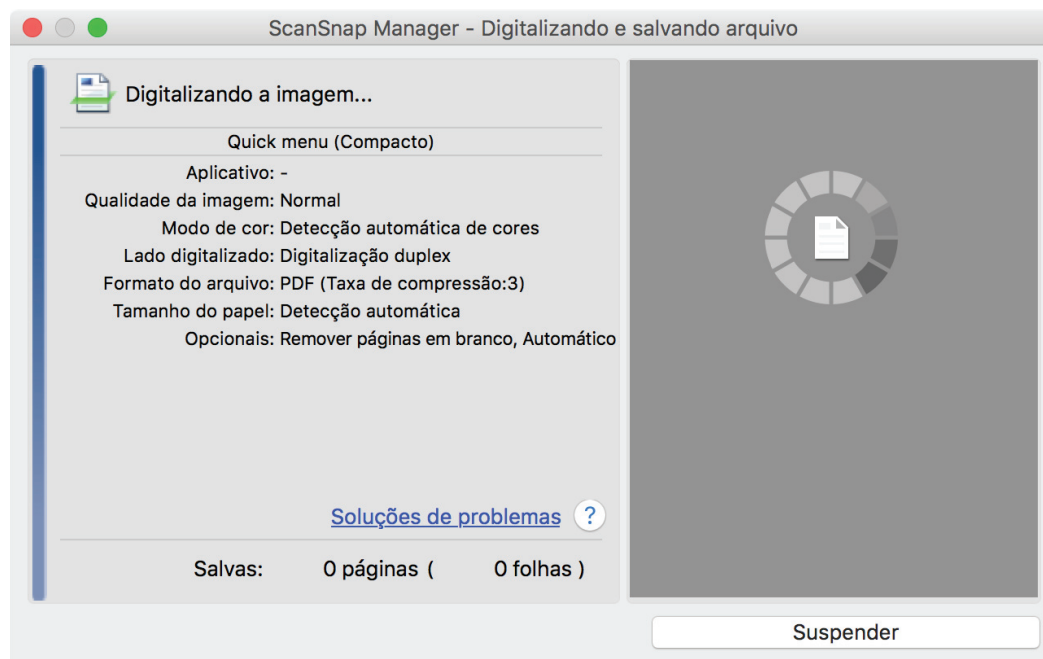 ScanSnap Manager - Digitalizando e salvando arquivo
Digitalizando a imagem...
Quick menu (Compacto)
Aplicativo: -
Qualidade da imagem: Normal
Modo de cor: Detecção automática de cores
Lado digitalizado: Digitalização duplex
Formato do arquivo: PDF (Taxa de compressão:3)
Tamanho do papel: Detecção automática
Opcionais: Remover páginas em branco, Automático
Soluções de problemas ?
Salvas: 0 páginas ( 0 folhas )
Suspender